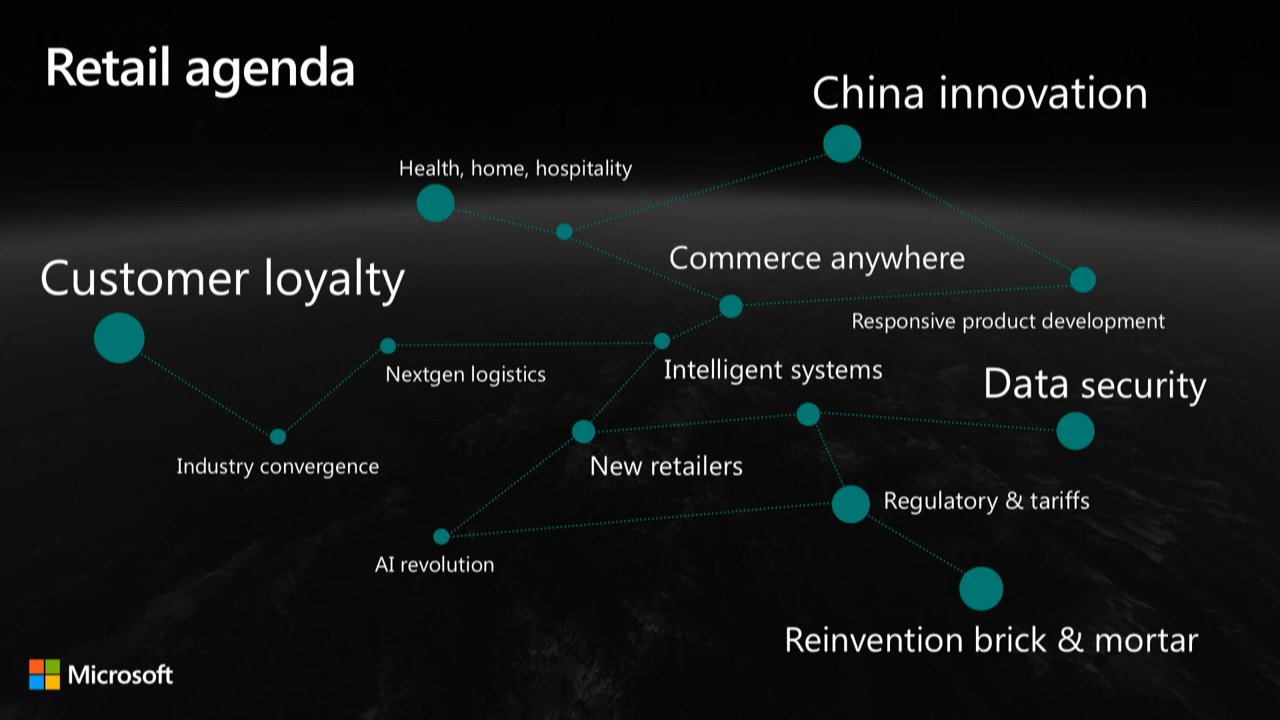 Retail agenda
China innovation
Health, home, hospitality
Commerce anywhere
Customer loyalty
Responsive product development
Nextgen logistics
Intelligent systems
Data security
Industry convergence
New retailers
Regulatory & tariffs
AI revolution
Reinvention brick & mortar
Microsoft